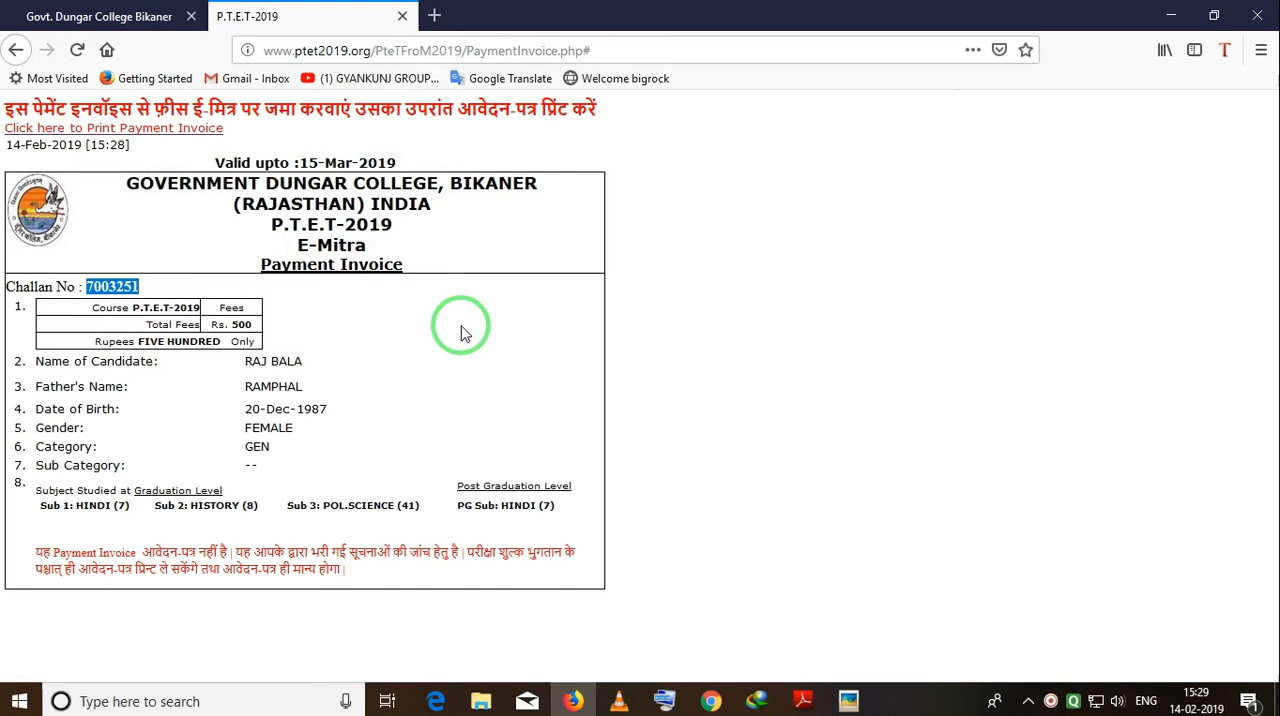 Govt. Dungar College Bikaner
P.T.E.T-2019
www.ptet2019.org/PteTFroM2019/PaymentInvoice.php#
Most Visited Getting Started Gmail - Inbox (1) GYANKUNJ GROUP... Google Translate Welcome bigrock
इस पेमेंट इनवॉइस से फ़ीस ई-मित्र पर जमा करवाएं उसका उपरांत आवेदन-पत्र प्रिंट करें
Click here to Print Payment Invoice
14-Feb-2019 [15:28]
Valid upto :15-Mar-2019
GOVERNMENT DUNGAR COLLEGE, BIKANER
(RAJASTHAN) INDIA
P.T.E.T-2019
E-Mitra
Payment Invoice
Challan No : 7003251
1. Course P.T.E.T-2019 Fees
Total Fees Rs. 500
Rupees FIVE HUNDRED Only
2. Name of Candidate: RAJ BALA
3. Father's Name: RAMPHAL
4. Date of Birth: 20-Dec-1987
5. Gender: FEMALE
6. Category: GEN
7. Sub Category: --
8. Subject Studied at Graduation Level Post Graduation Level
Sub 1: HINDI (7) Sub 2: HISTORY (8) Sub 3: POL.SCIENCE (41) PG Sub: HINDI (7)
यह Payment Invoice आवेदन-पत्र नहीं है | यह आपके द्वारा भरी गई सूचनाओं की जांच हेतु है | परीक्षा शुल्क भुगतान के
पश्चात् ही आवेदन-पत्र प्रिन्ट ले सकेंगे तथा आवेदन-पत्र ही मान्य होगा |
Type here to search
ENG
15:29
14-02-2019
1